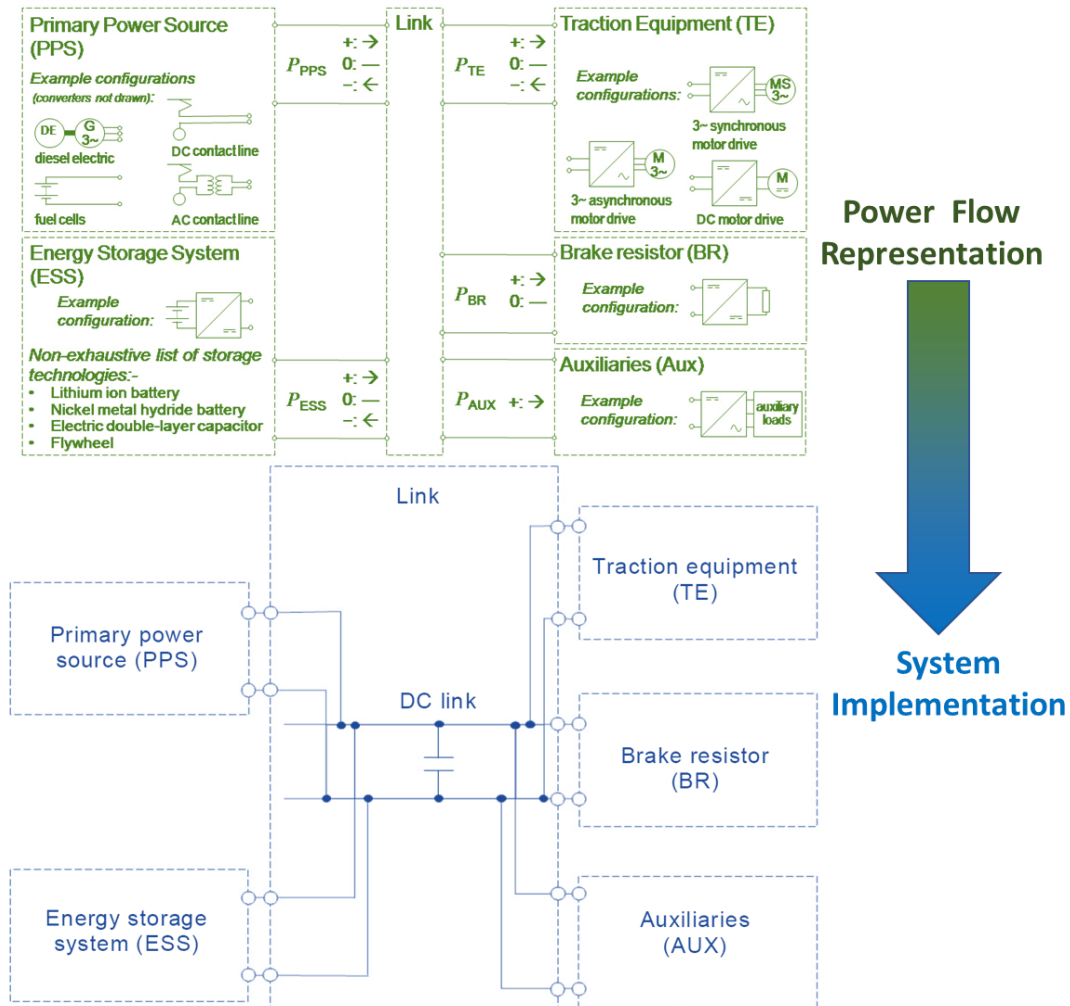 Primary Power Source
(PPS)
Example configurations
(converters not drawn):
DE
G
3~
diesel electric
DC contact line
fuel cells
AC contact line
P_PPS
+: →
0: —
−: ←
Link
P_TE
+: →
0: —
−: ←
Traction Equipment (TE)
Example
configurations:
MS
3~
3~ synchronous
motor drive
M
3~
3~ asynchronous
motor drive
M
DC motor drive
Energy Storage System
(ESS)
Example
configuration:
Non-exhaustive list of storage
technologies:-
• Lithium ion battery
• Nickel metal hydride battery
• Electric double-layer capacitor
• Flywheel
P_ESS
+: →
0: —
−: ←
P_BR
+: →
0: —
Brake resistor (BR)
Example
configuration:
P_AUX +: →
Auxiliaries (Aux)
Example
configuration:
auxiliary
loads
Power Flow
Representation
System
Implementation
Link
Primary power
source (PPS)
DC link
Energy storage
system (ESS)
Traction equipment
(TE)
Brake resistor
(BR)
Auxiliaries
(AUX)